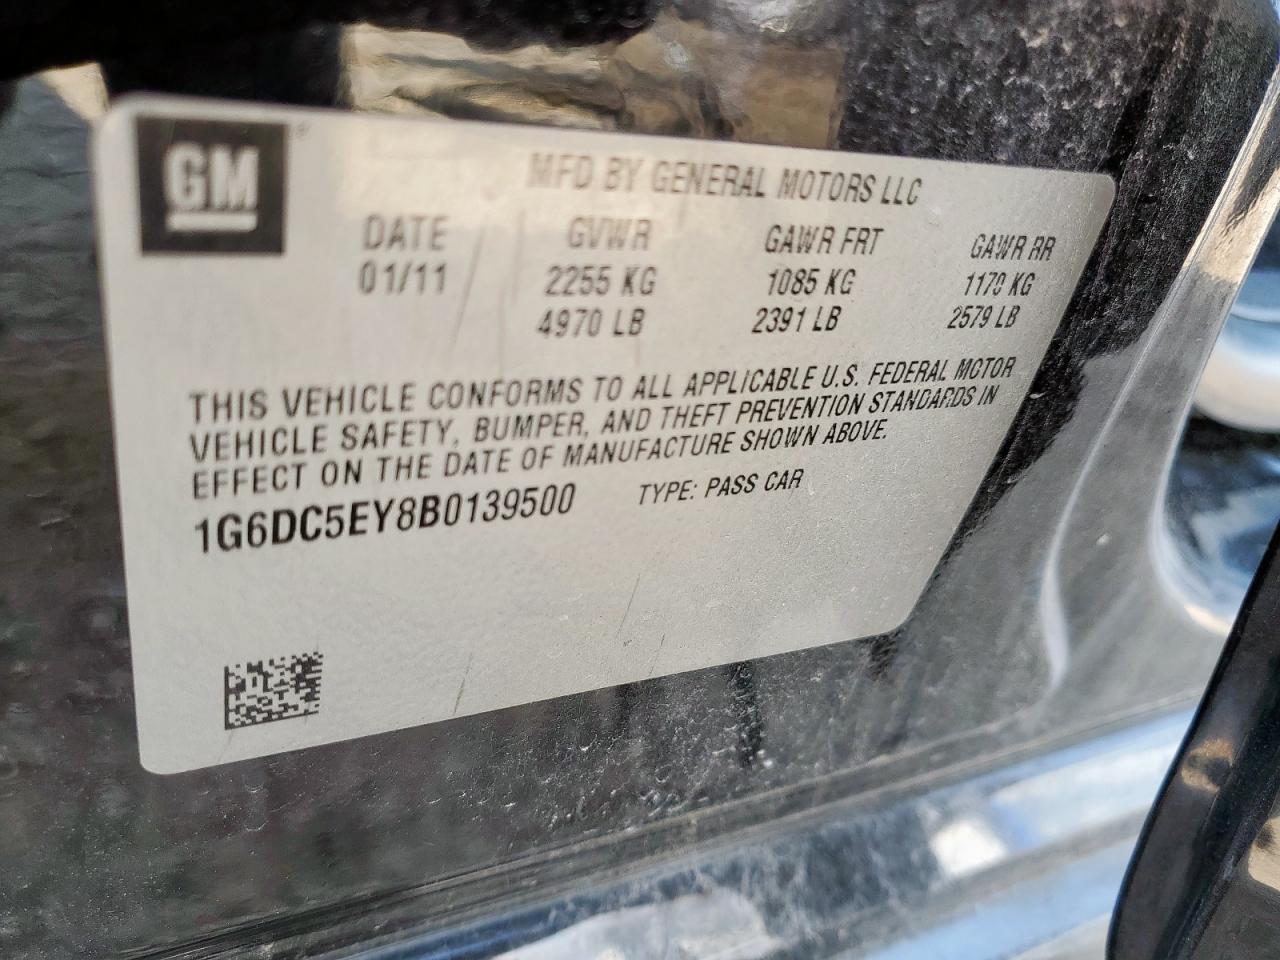 GM
MFD BY GENERAL MOTORS LLC
DATE GVWR GAWR FRT GAWR RR
01/11 2255 KG 1085 KG 1170 KG
4970 LB 2391 LB 2579 LB
THIS VEHICLE CONFORMS TO ALL APPLICABLE U.S. FEDERAL MOTOR
VEHICLE SAFETY, BUMPER, AND THEFT PREVENTION STANDARDS IN
EFFECT ON THE DATE OF MANUFACTURE SHOWN ABOVE.
1G6DC5EY8B0139500 TYPE: PASS CAR